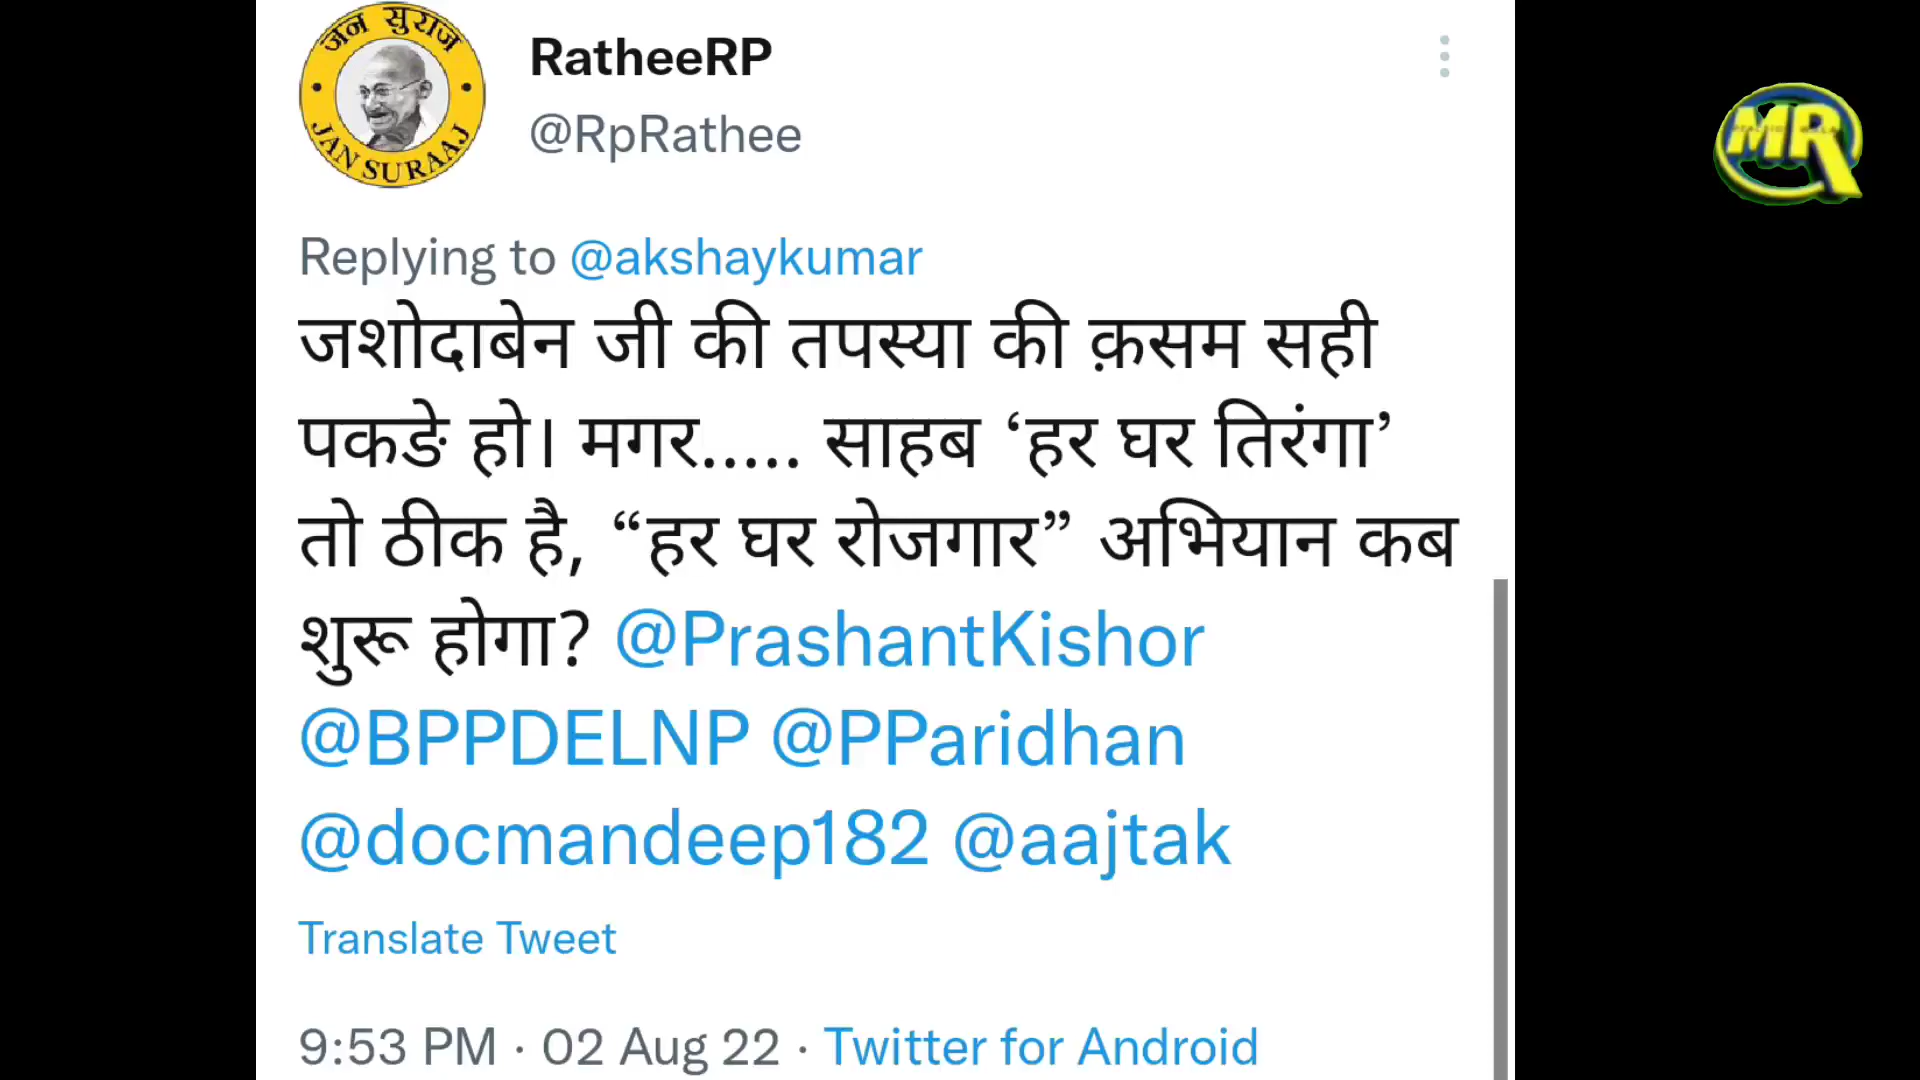 जन सुराज
JAN SURAAJ
RatheeRP
@RpRathee
MR
Replying to @akshaykumar
जशोदाबेन जी की तपस्या की क़सम सही
पकडे हो। मगर..... साहब ‘हर घर तिरंगा’
तो ठीक है, “हर घर रोजगार” अभियान कब
शुरू होगा? @PrashantKishor
@BPPDELNP @PParidhan
@docmandeep182 @aajtak
Translate Tweet
9:53 PM · 02 Aug 22 · Twitter for Android